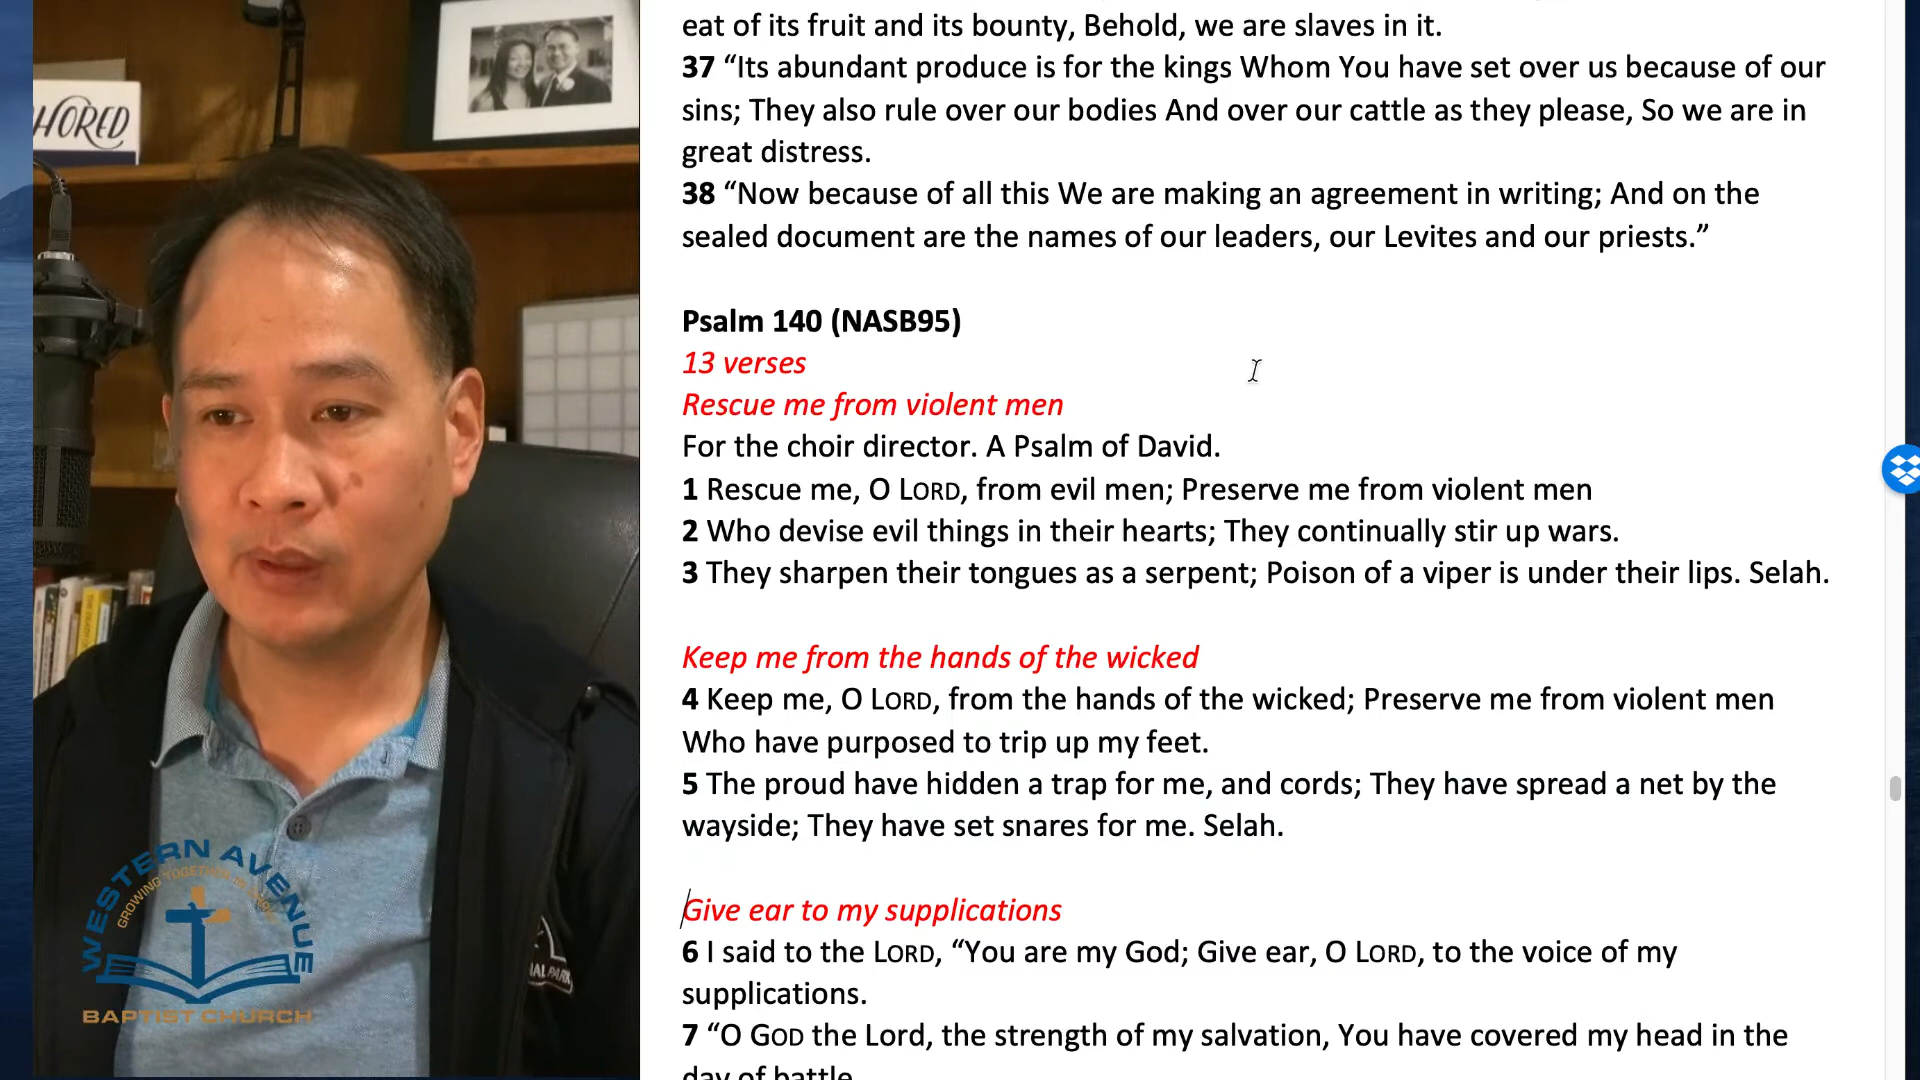 HORED
eat of its fruit and its bounty, Behold, we are slaves in it.
37 “Its abundant produce is for the kings Whom You have set over us because of our
sins; They also rule over our bodies And over our cattle as they please, So we are in
great distress.
38 “Now because of all this We are making an agreement in writing; And on the
sealed document are the names of our leaders, our Levites and our priests.”
Psalm 140 (NASB95)
13 verses
Rescue me from violent men
For the choir director. A Psalm of David.
1 Rescue me, O LORD, from evil men; Preserve me from violent men
2 Who devise evil things in their hearts; They continually stir up wars.
3 They sharpen their tongues as a serpent; Poison of a viper is under their lips. Selah.
Keep me from the hands of the wicked
4 Keep me, O LORD, from the hands of the wicked; Preserve me from violent men
Who have purposed to trip up my feet.
5 The proud have hidden a trap for me, and cords; They have spread a net by the
wayside; They have set snares for me. Selah.
Give ear to my supplications
6 I said to the LORD, “You are my God; Give ear, O LORD, to the voice of my
supplications.
7 “O GOD the Lord, the strength of my salvation, You have covered my head in the
day of battle
WESTERN AVENUE
GROWING TOGETHER IN
BAPTIST CHURCH
NAL PARK